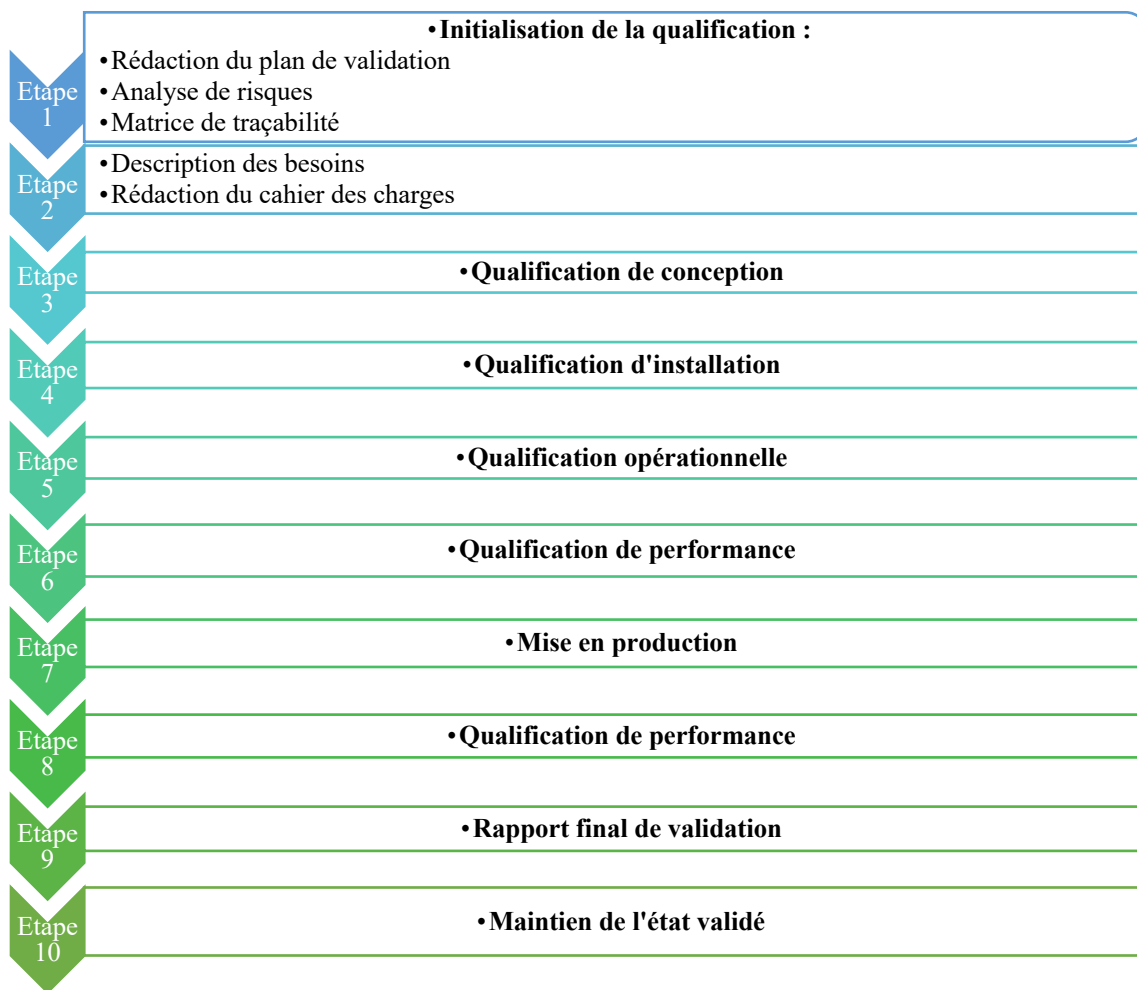 •Initialisation de la qualification :
•Rédaction du plan de validation
•Analyse de risques
•Matrice de traçabilité
Etape
1
•Description des besoins
•Rédaction du cahier des charges
Etape
2
•Qualification de conception
Etape
3
•Qualification d'installation
Etape
4
•Qualification opérationnelle
Etape
5
•Qualification de performance
Etape
6
•Mise en production
Etape
7
•Qualification de performance
Etape
8
•Rapport final de validation
Etape
9
•Maintien de l'état validé
Etape
10